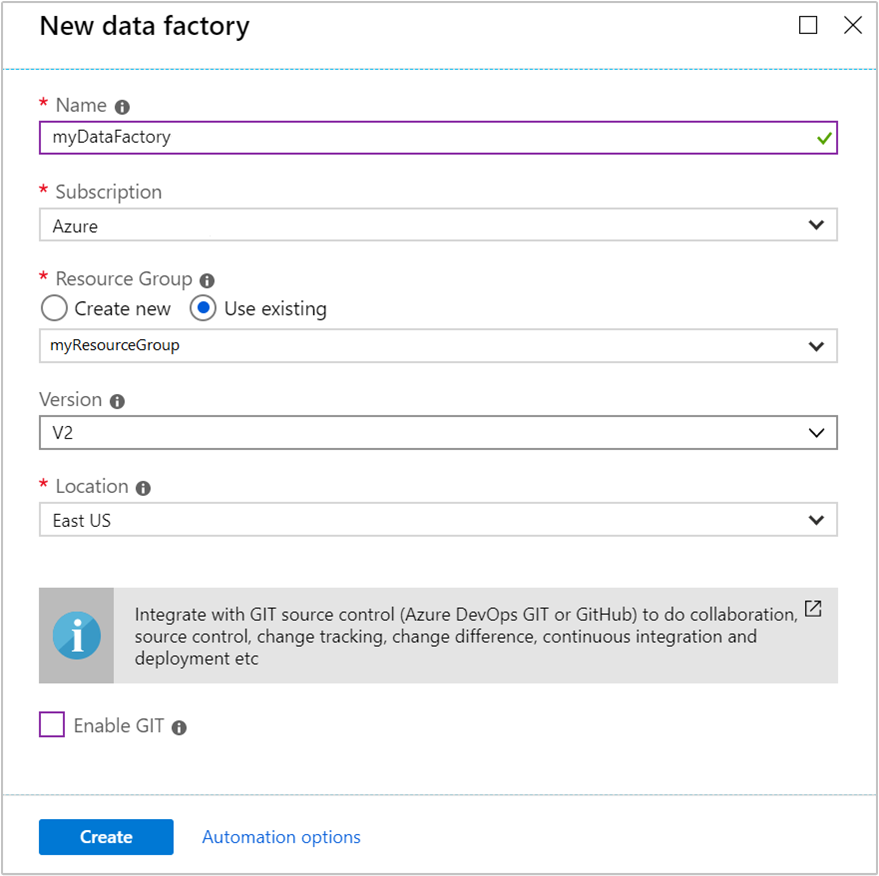 New data factory
* Name
myDataFactory
* Subscription
Azure
* Resource Group
Create new Use existing
myResourceGroup
Version
V2
* Location
East US
Integrate with GIT source control (Azure DevOps GIT or GitHub) to do collaboration,
source control, change tracking, change difference, continuous integration and
deployment etc
Enable GIT
Create Automation options